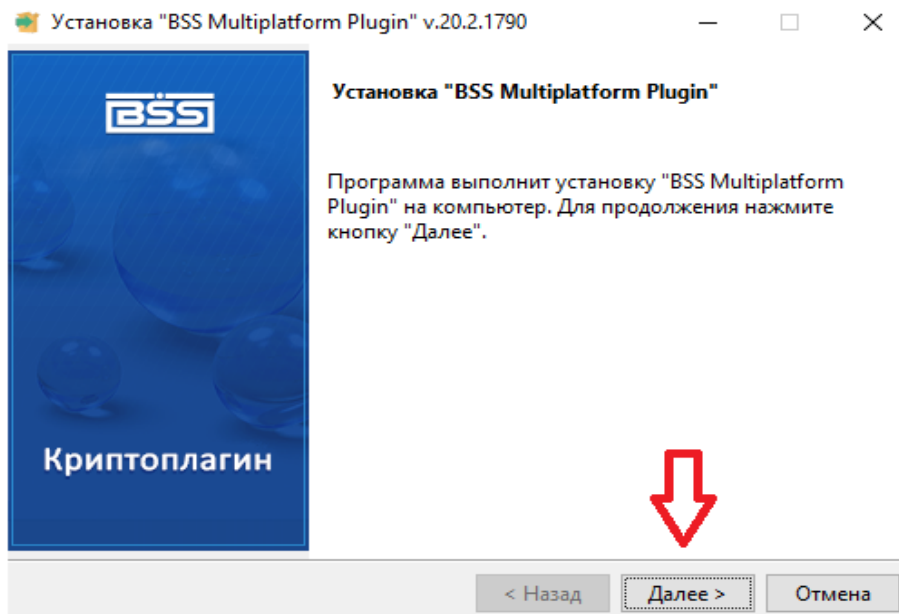 Установка "BSS Multiplatform Plugin" v.20.2.1790
BSS
Установка "BSS Multiplatform Plugin"
Программа выполнит установку "BSS Multiplatform
Plugin" на компьютер. Для продолжения нажмите
кнопку "Далее".
Криптоплагин
< Назад
Далее >
Отмена